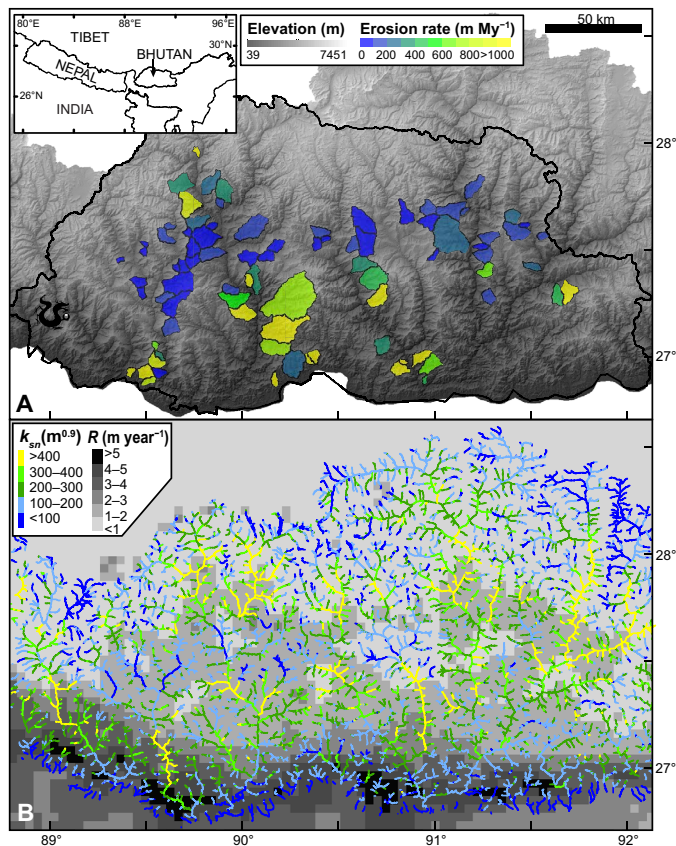 80°E 88°E 96°E
TIBET
30°N
BHUTAN
NEPAL
26°N
INDIA
Elevation (m)
39 7451
Erosion rate (m My⁻¹)
0 200 400 600 800 >1000
50 km
28°
27°
A
kₛₙ(m⁰·⁹)
>400
300–400
200–300
100–200
<100
R (m year⁻¹)
>5
4–5
3–4
2–3
1–2
<1
28°
27°
B
89° 90° 91° 92°